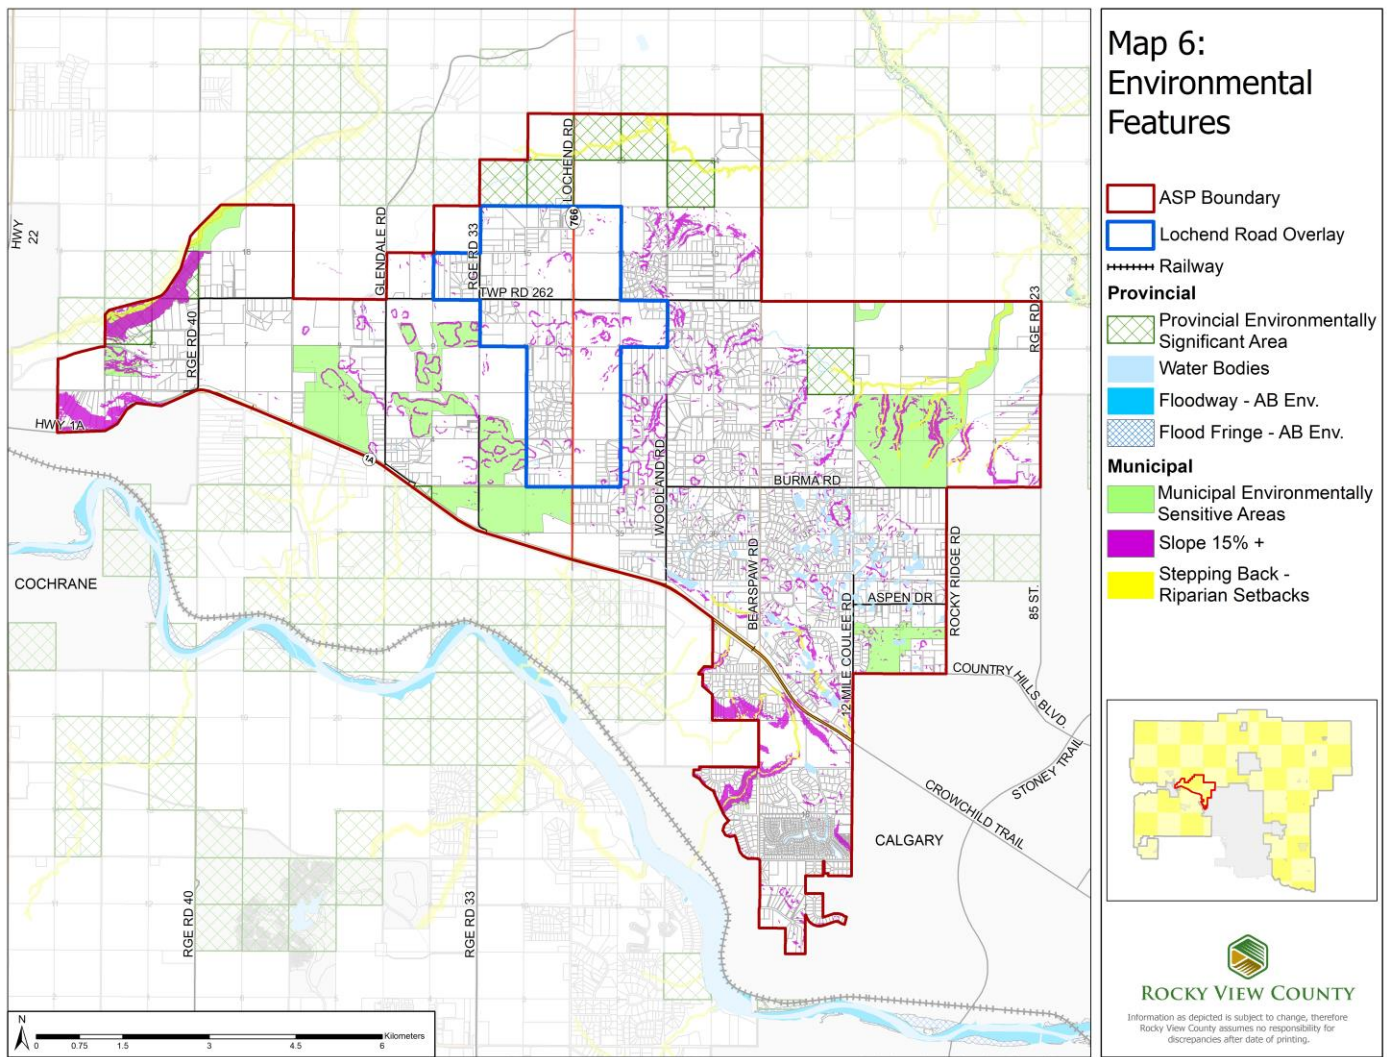 Map 6:
Environmental
Features
ASP Boundary
Lochend Road Overlay
Railway
Provincial
Provincial Environmentally
Significant Area
Water Bodies
Floodway - AB Env.
Flood Fringe - AB Env.
Municipal
Municipal Environmentally
Sensitive Areas
Slope 15% +
Stepping Back -
Riparian Setbacks
ROCKY VIEW COUNTY
Information as depicted is subject to change, therefore
Rocky View County assumes no responsibility for
discrepancies after date of printing.
LOCHEND RD
766
HWY
22
GLENDALE RD
RGE RD 33
TWP RD 262
RGE RD 23
RGE RD 40
HWY 1A
1A
WOODLAND RD
BURMA RD
BEARSPAW RD
ROCKY RIDGE RD
ASPEN DR
85 ST.
12 MILE COULEE RD
COCHRANE
COUNTRY HILLS BLVD.
STONEY TRAIL
CROWCHILD TRAIL
CALGARY
RGE RD 40
RGE RD 33
N
Kilometers
0 0.75 1.5 3 4.5 6